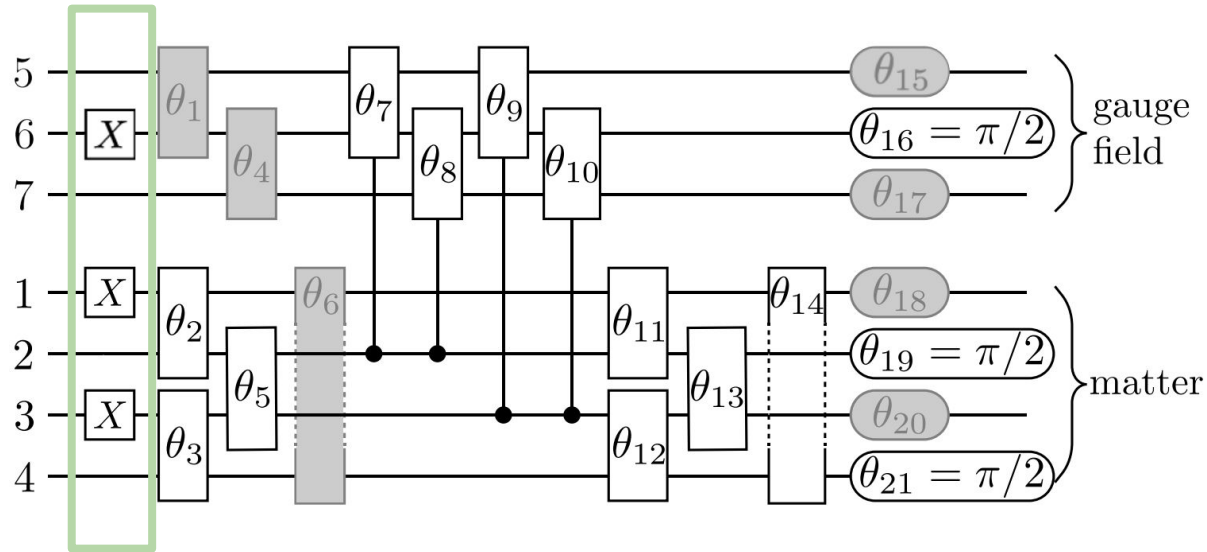 5 θ₁ θ₇ θ₉ θ₁₅
6 X θ₄ θ₈ θ₁₀ θ₁₆ = π/2 gauge field
7 θ₁₇
1 X θ₂ θ₆ θ₁₁ θ₁₄ θ₁₈
2 θ₅ θ₁₃ θ₁₉ = π/2 matter
3 X θ₃ θ₁₂ θ₂₀
4 θ₂₁ = π/2